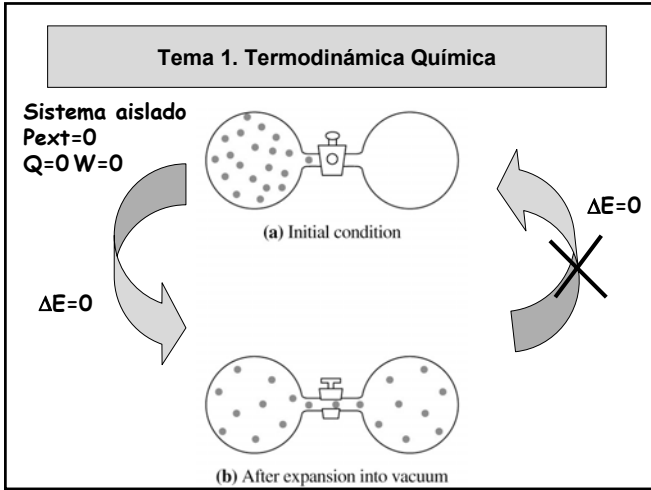 Tema 1. Termodinámica Química
Sistema aislado
Pext=0
Q=0 W=0
(a) Initial condition
ΔE=0
ΔE=0
(b) After expansion into vacuum